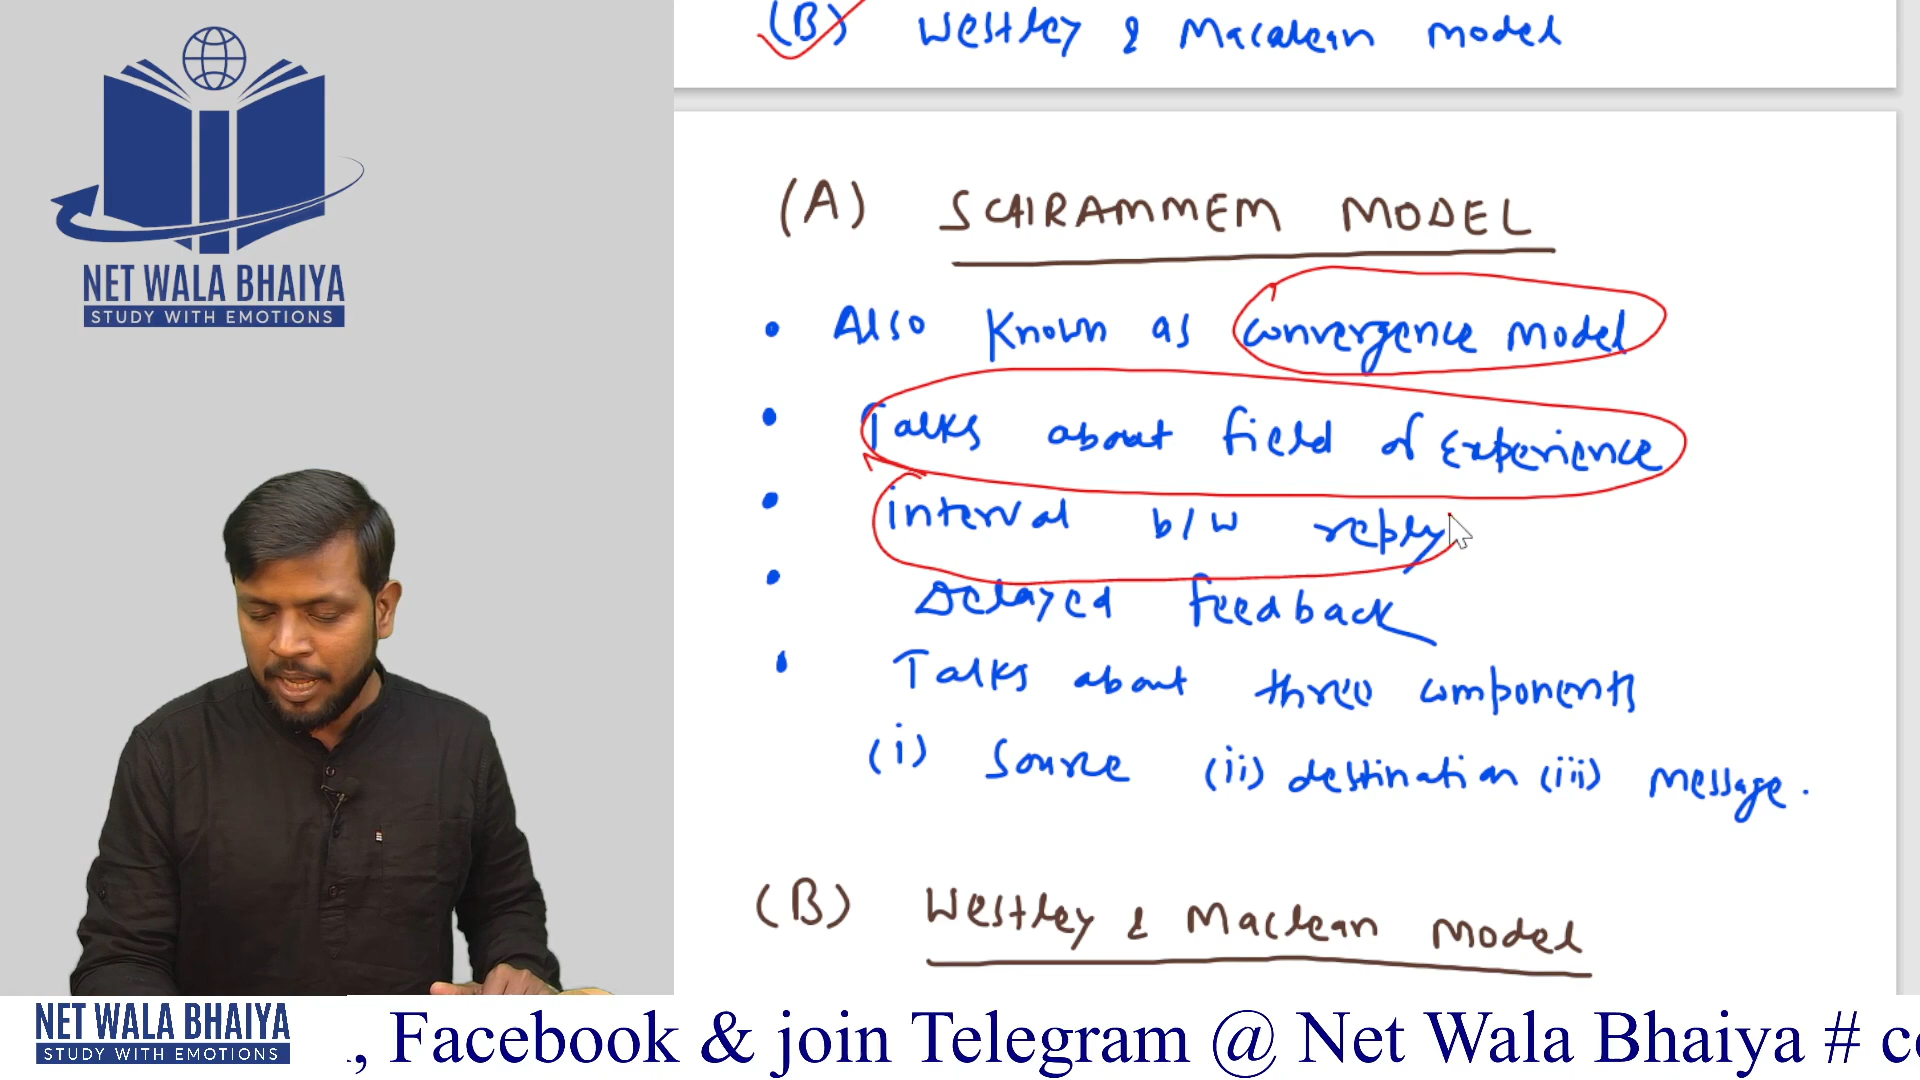 NET WALA BHAIYA
STUDY WITH EMOTIONS
(B) Westley & Macalean model
(A) SCHRAMMEM MODEL
• Also Known as convergence model
• Talks about field of Experience
• interval b/w reply
• Delayed feedback
• Talks about three components
(i) Source (ii) destination (iii) message.
(B) Westley & Maclean Model
NET WALA BHAIYA
STUDY WITH EMOTIONS
, Facebook & join Telegram @ Net Wala Bhaiya #